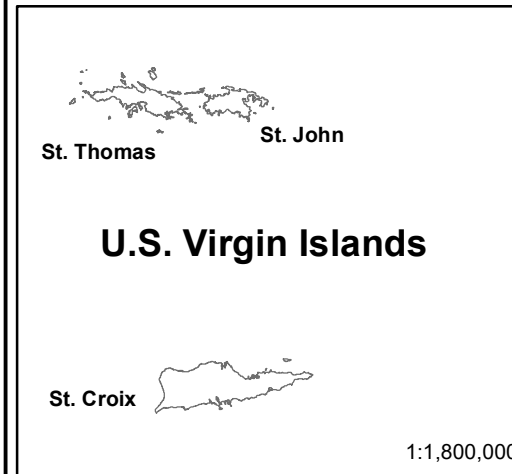 St. John
St. Thomas
U.S. Virgin Islands
St. Croix
1:1,800,000